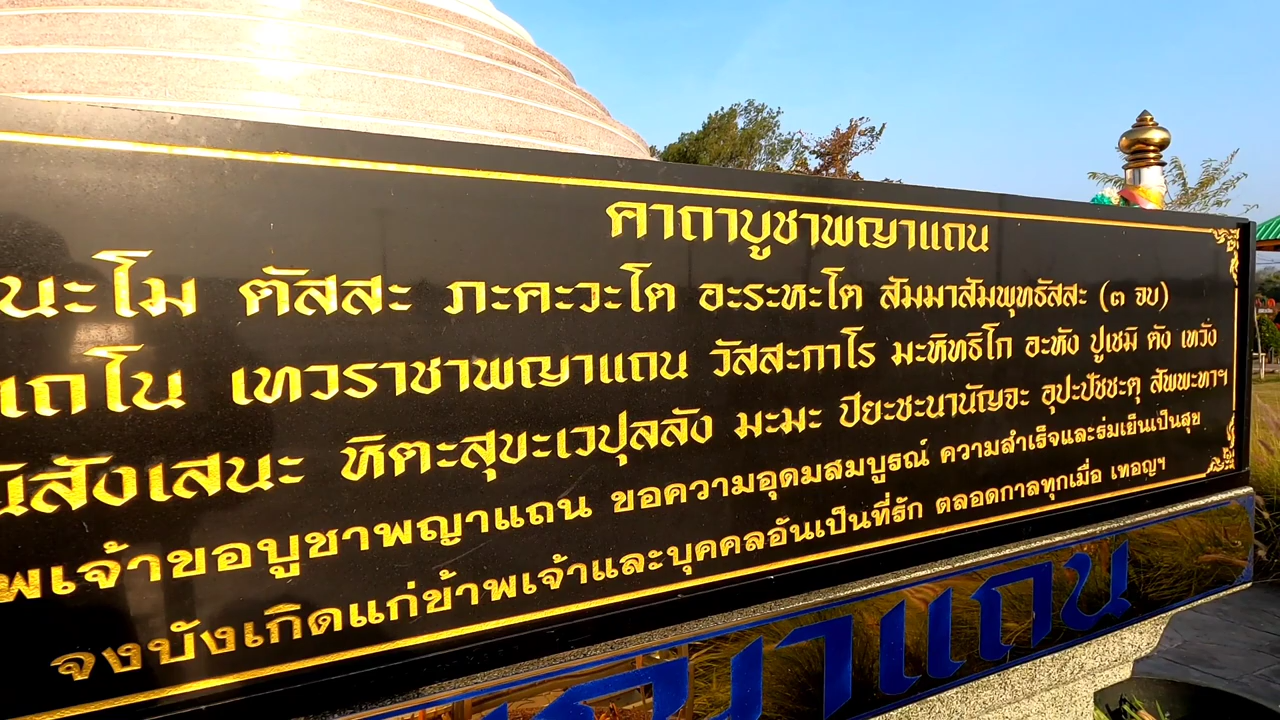 คาถาบูชาพญาแถน
นะโม ตัสสะ ภะคะวะโต อะระหะโต สัมมาสัมพุทธัสสะ (๓ จบ)
แถโน เทวราชาพญาแถน วัสสะกาโร มะหิทธิโก อะหัง ปูเชมิ ตัง เทวัง
สังเสนะ หิตะสุขะเวปุลลัง มะมะ ปิยะชะนานัญจะ อุปะปัชชะตุ สัพพะทาฯ
พเจ้าขอบูชาพญาแถน ขอความอุดมสมบูรณ์ ความสำเร็จและร่มเย็นเป็นสุข
จงบังเกิดแก่ข้าพเจ้าและบุคคลอันเป็นที่รัก ตลอดกาลทุกเมื่อ เทอญฯ
ญาแถน